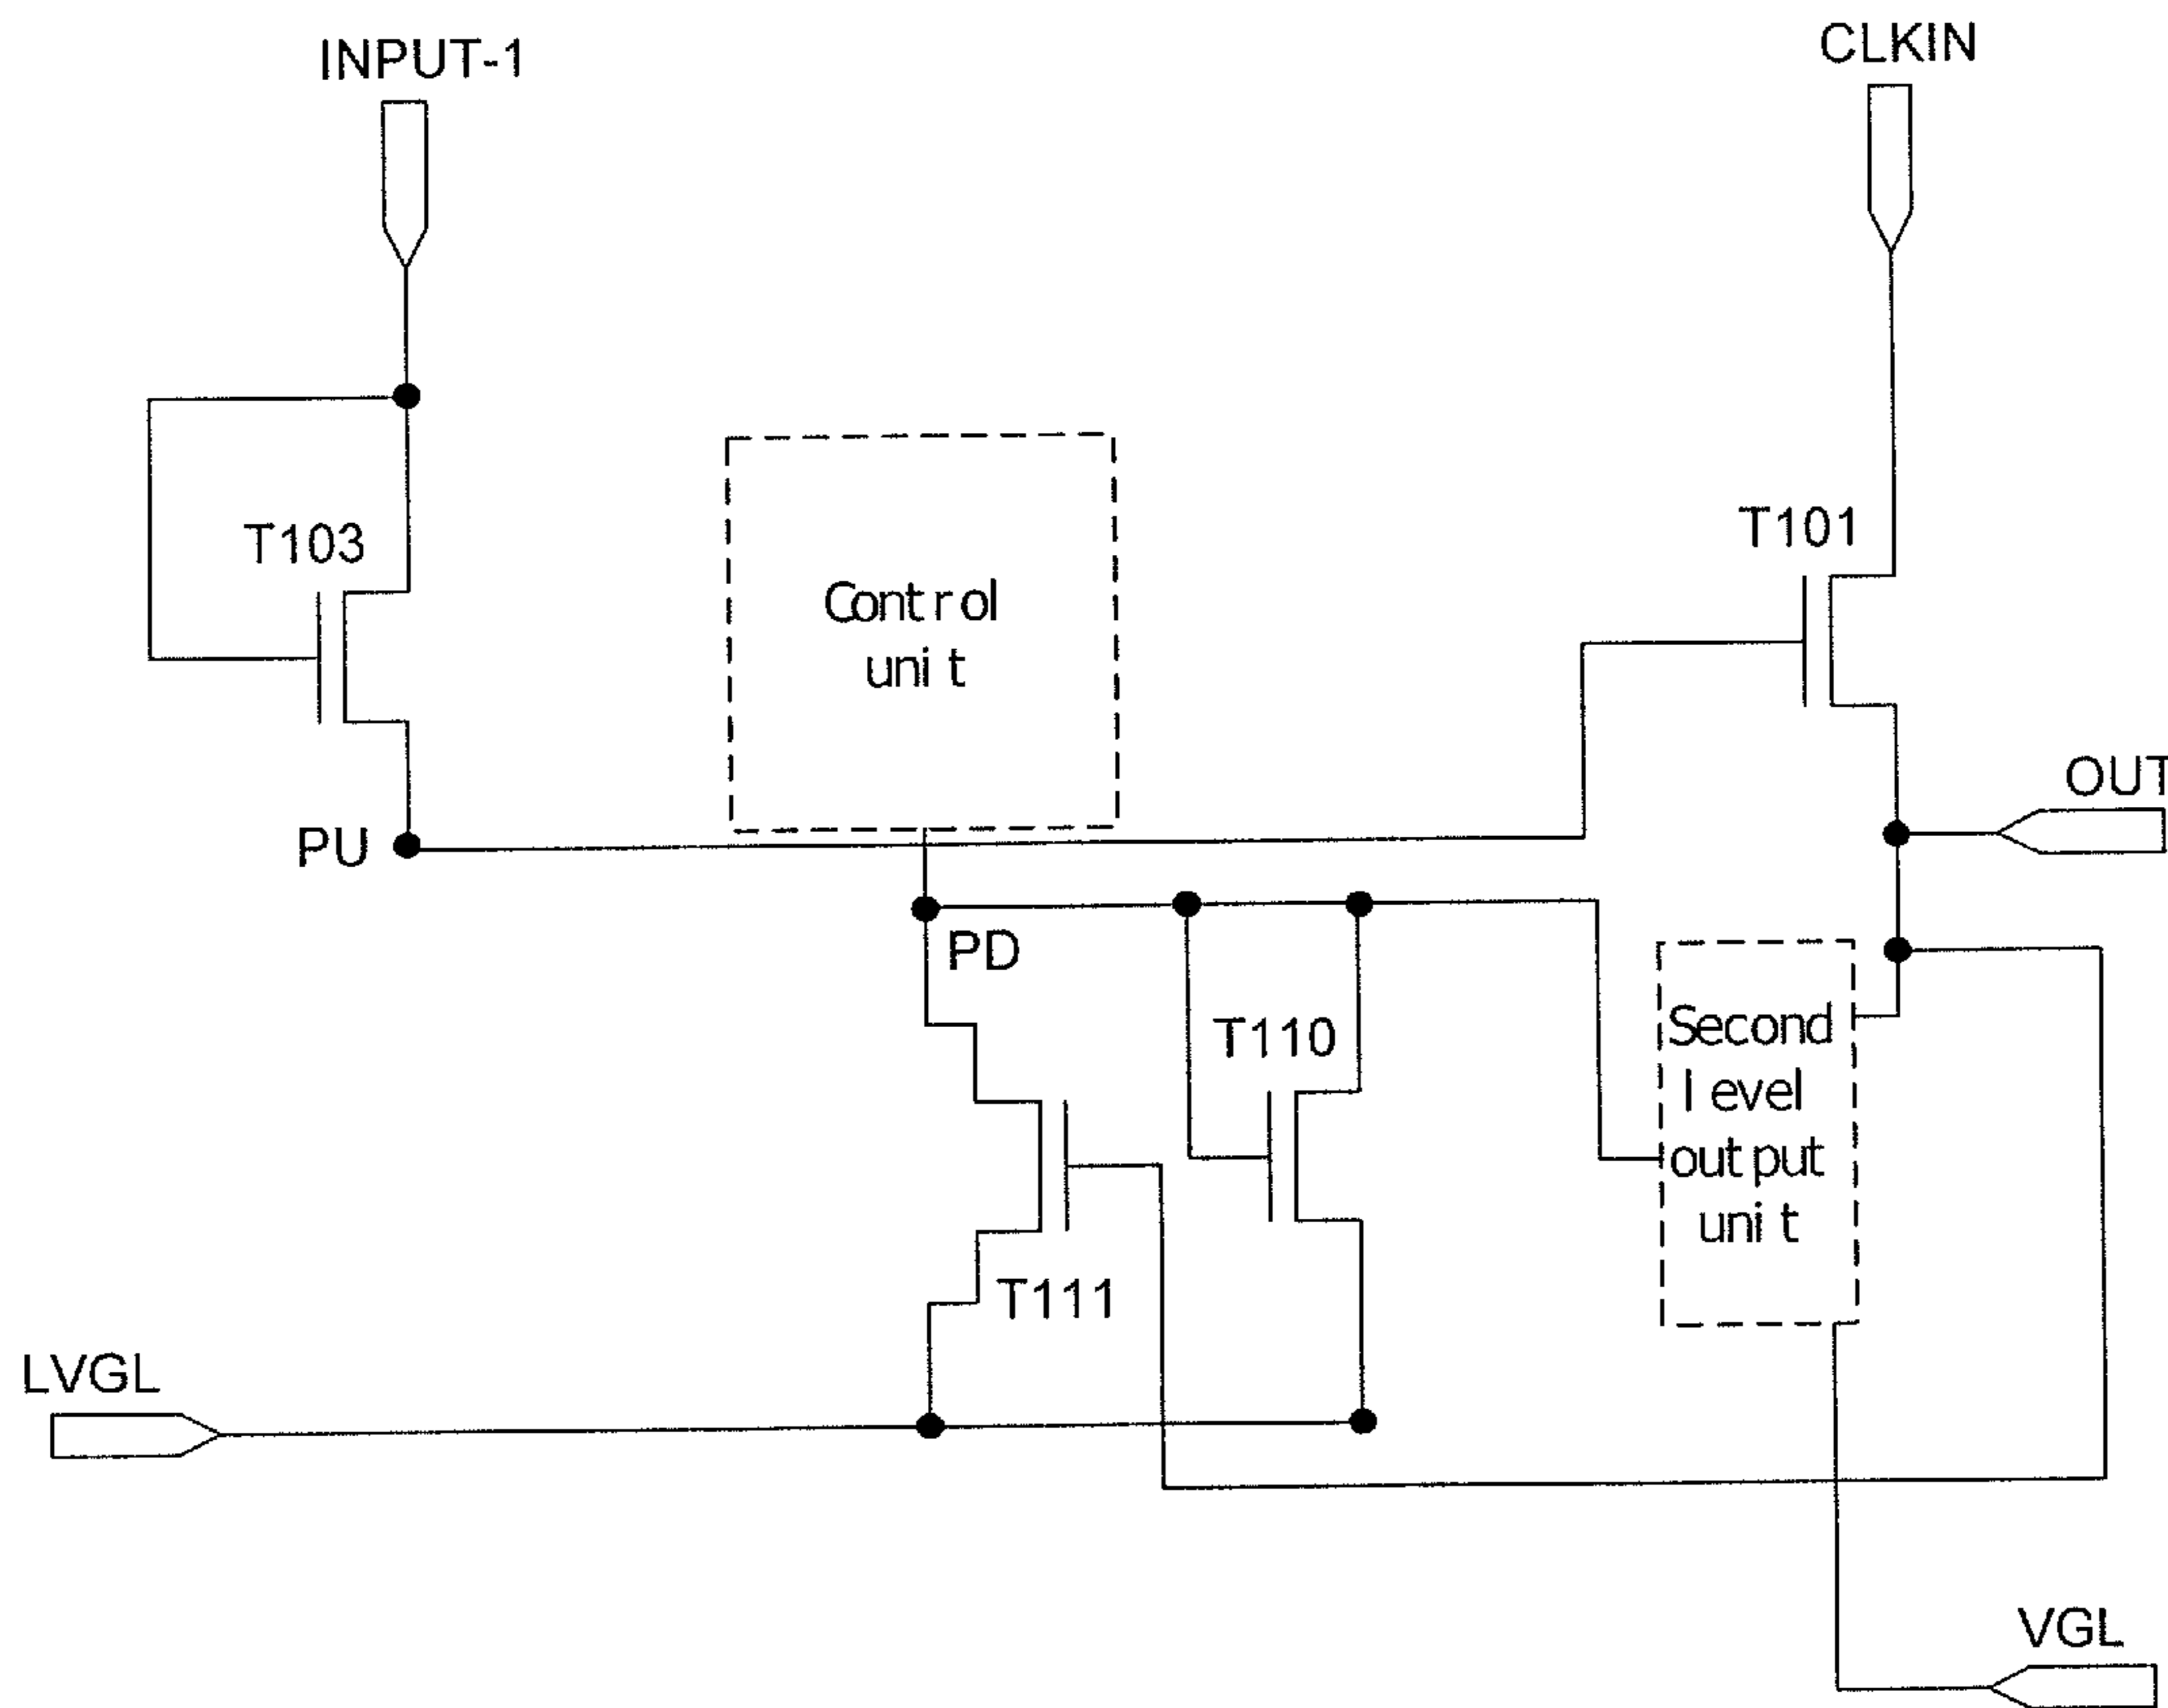 INPUT-1
CLKIN
T103
T101
Control
unit
OUT
PU
PD
T110
Second
level
output
unit
T111
LVGL
VGL